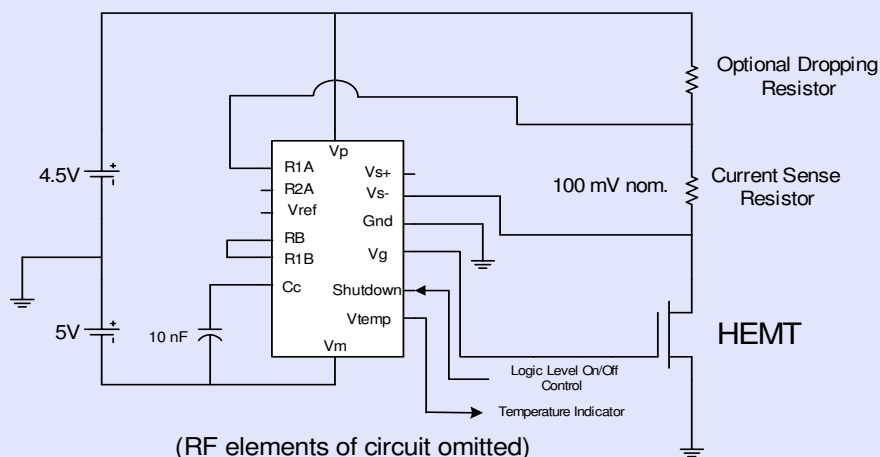 Optional Dropping
Resistor
Vp
R1A
R2A
Vref
RB
R1B
Cc
Vs+
Vs-
Gnd
Vg
Shutdown
Vtemp
Vm
4.5V
+
-
5V
+
-
10 nF
100 mV nom.
Current Sense
Resistor
HEMT
Logic Level On/Off
Control
Temperature Indicator
(RF elements of circuit omitted)